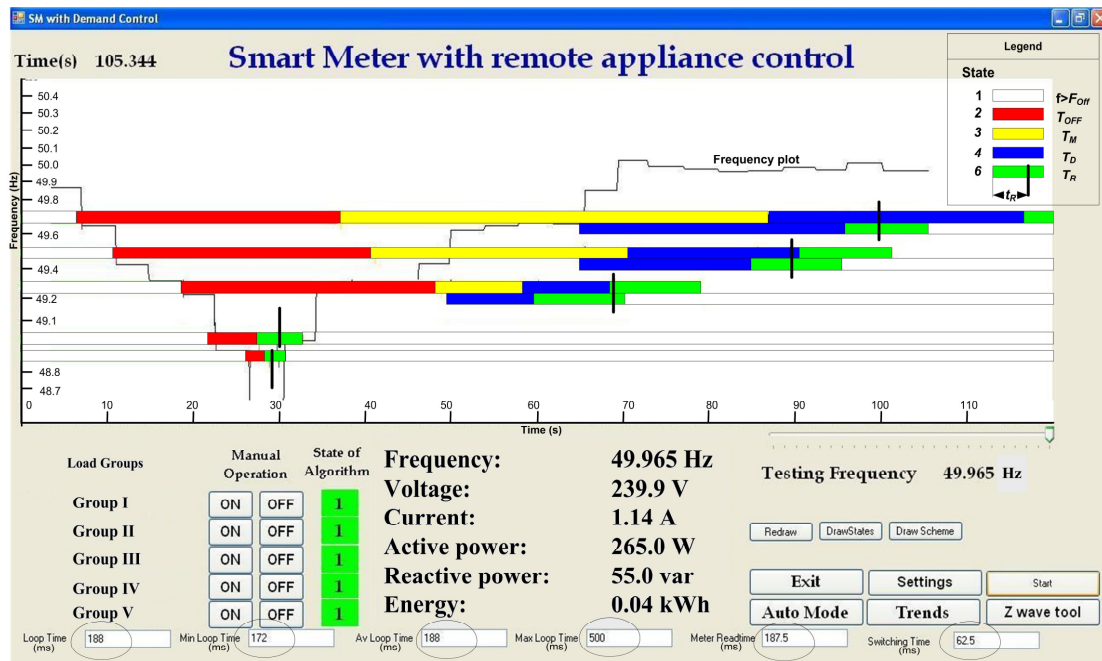 SM with Demand Control
Time(s) 105.344
Smart Meter with remote appliance control
Legend
State
1 f>F_Off
2 T_OFF
3 T_M
4 T_D
6 T_R
t_R
Frequency plot
Frequency (Hz)
50.4
50.3
50.2
50.1
50.0
49.9
49.8
49.6
49.4
49.2
49.1
48.8
48.7
0 10 20 30 40 50 60 70 80 90 100 110
Time (s)
Load Groups
Manual Operation
State of Algorithm
Group I ON OFF 1
Group II ON OFF 1
Group III ON OFF 1
Group IV ON OFF 1
Group V ON OFF 1
Frequency: 49.965 Hz
Voltage: 239.9 V
Current: 1.14 A
Active power: 265.0 W
Reactive power: 55.0 var
Energy: 0.04 kWh
Testing Frequency 49.965 Hz
Redraw DrawStates Draw Scheme
Exit Settings Start
Auto Mode Trends Z wave tool
Loop Time (ms) 188
Min Loop Time (ms) 172
Av Loop Time (ms) 188
Max Loop Time (ms) 500
Meter Readtime (ms) 187.5
Switching Time (ms) 62.5